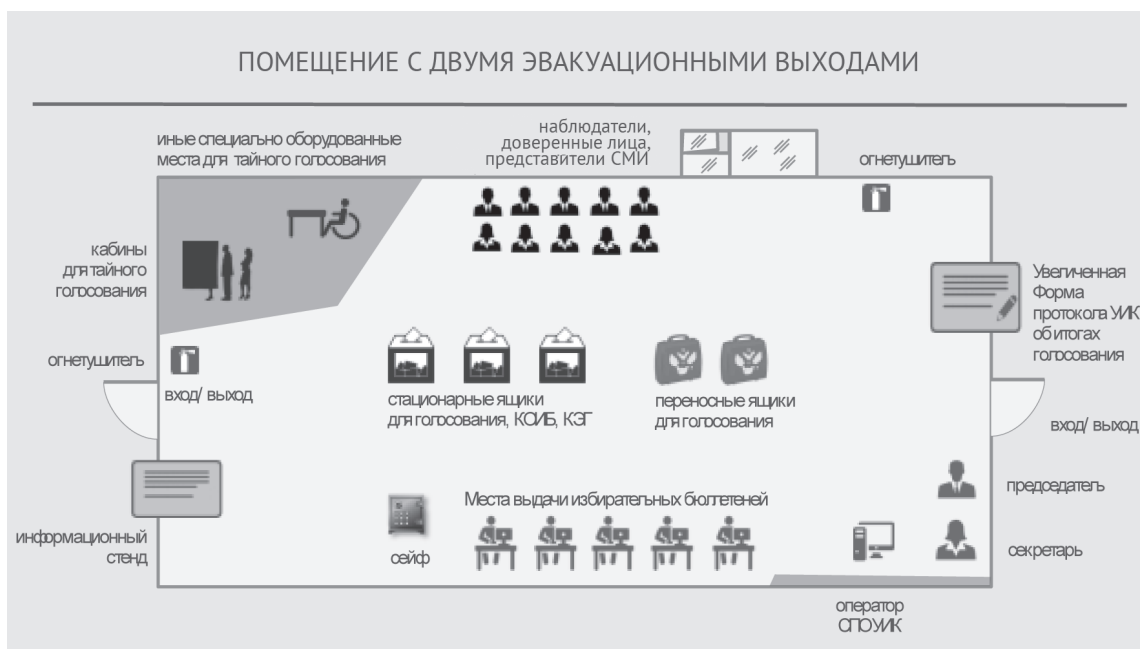 ПОМЕЩЕНИЕ С ДВУМЯ ЭВАКУАЦИОННЫМИ ВЫХОДАМИ
иные специально оборудованные
места для тайного голосования
наблюдатели,
доверенные лица,
представители СМИ
огнетушитель
кабины
для тайного
голосования
Увеличенная
Форма
протокола УИК
об итогах
голосования
огнетушитель
вход/ выход
стационарные ящики
для голосования, КОИБ, КЭГ
переносные ящики
для голосования
вход/ выход
информационный
стенд
сейф
Места выдачи избирательных бюллетеней
председатель
секретарь
оператор
СПО УИК